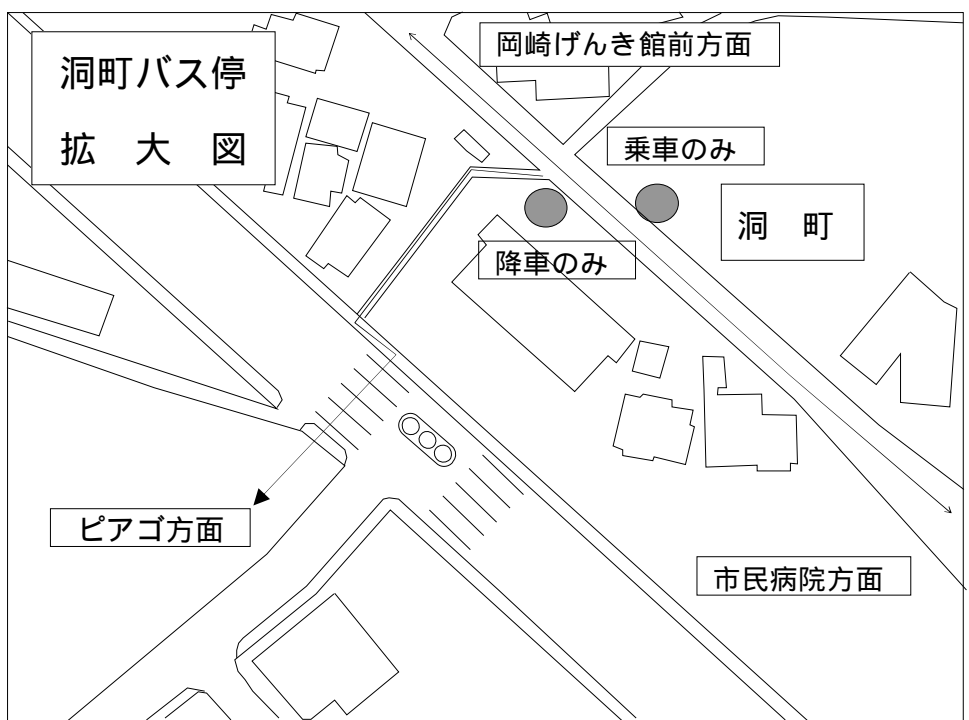 洞町バス停
拡　大　図
岡崎げんき館前方面
乗車のみ
洞　町
降車のみ
ピアゴ方面
市民病院方面